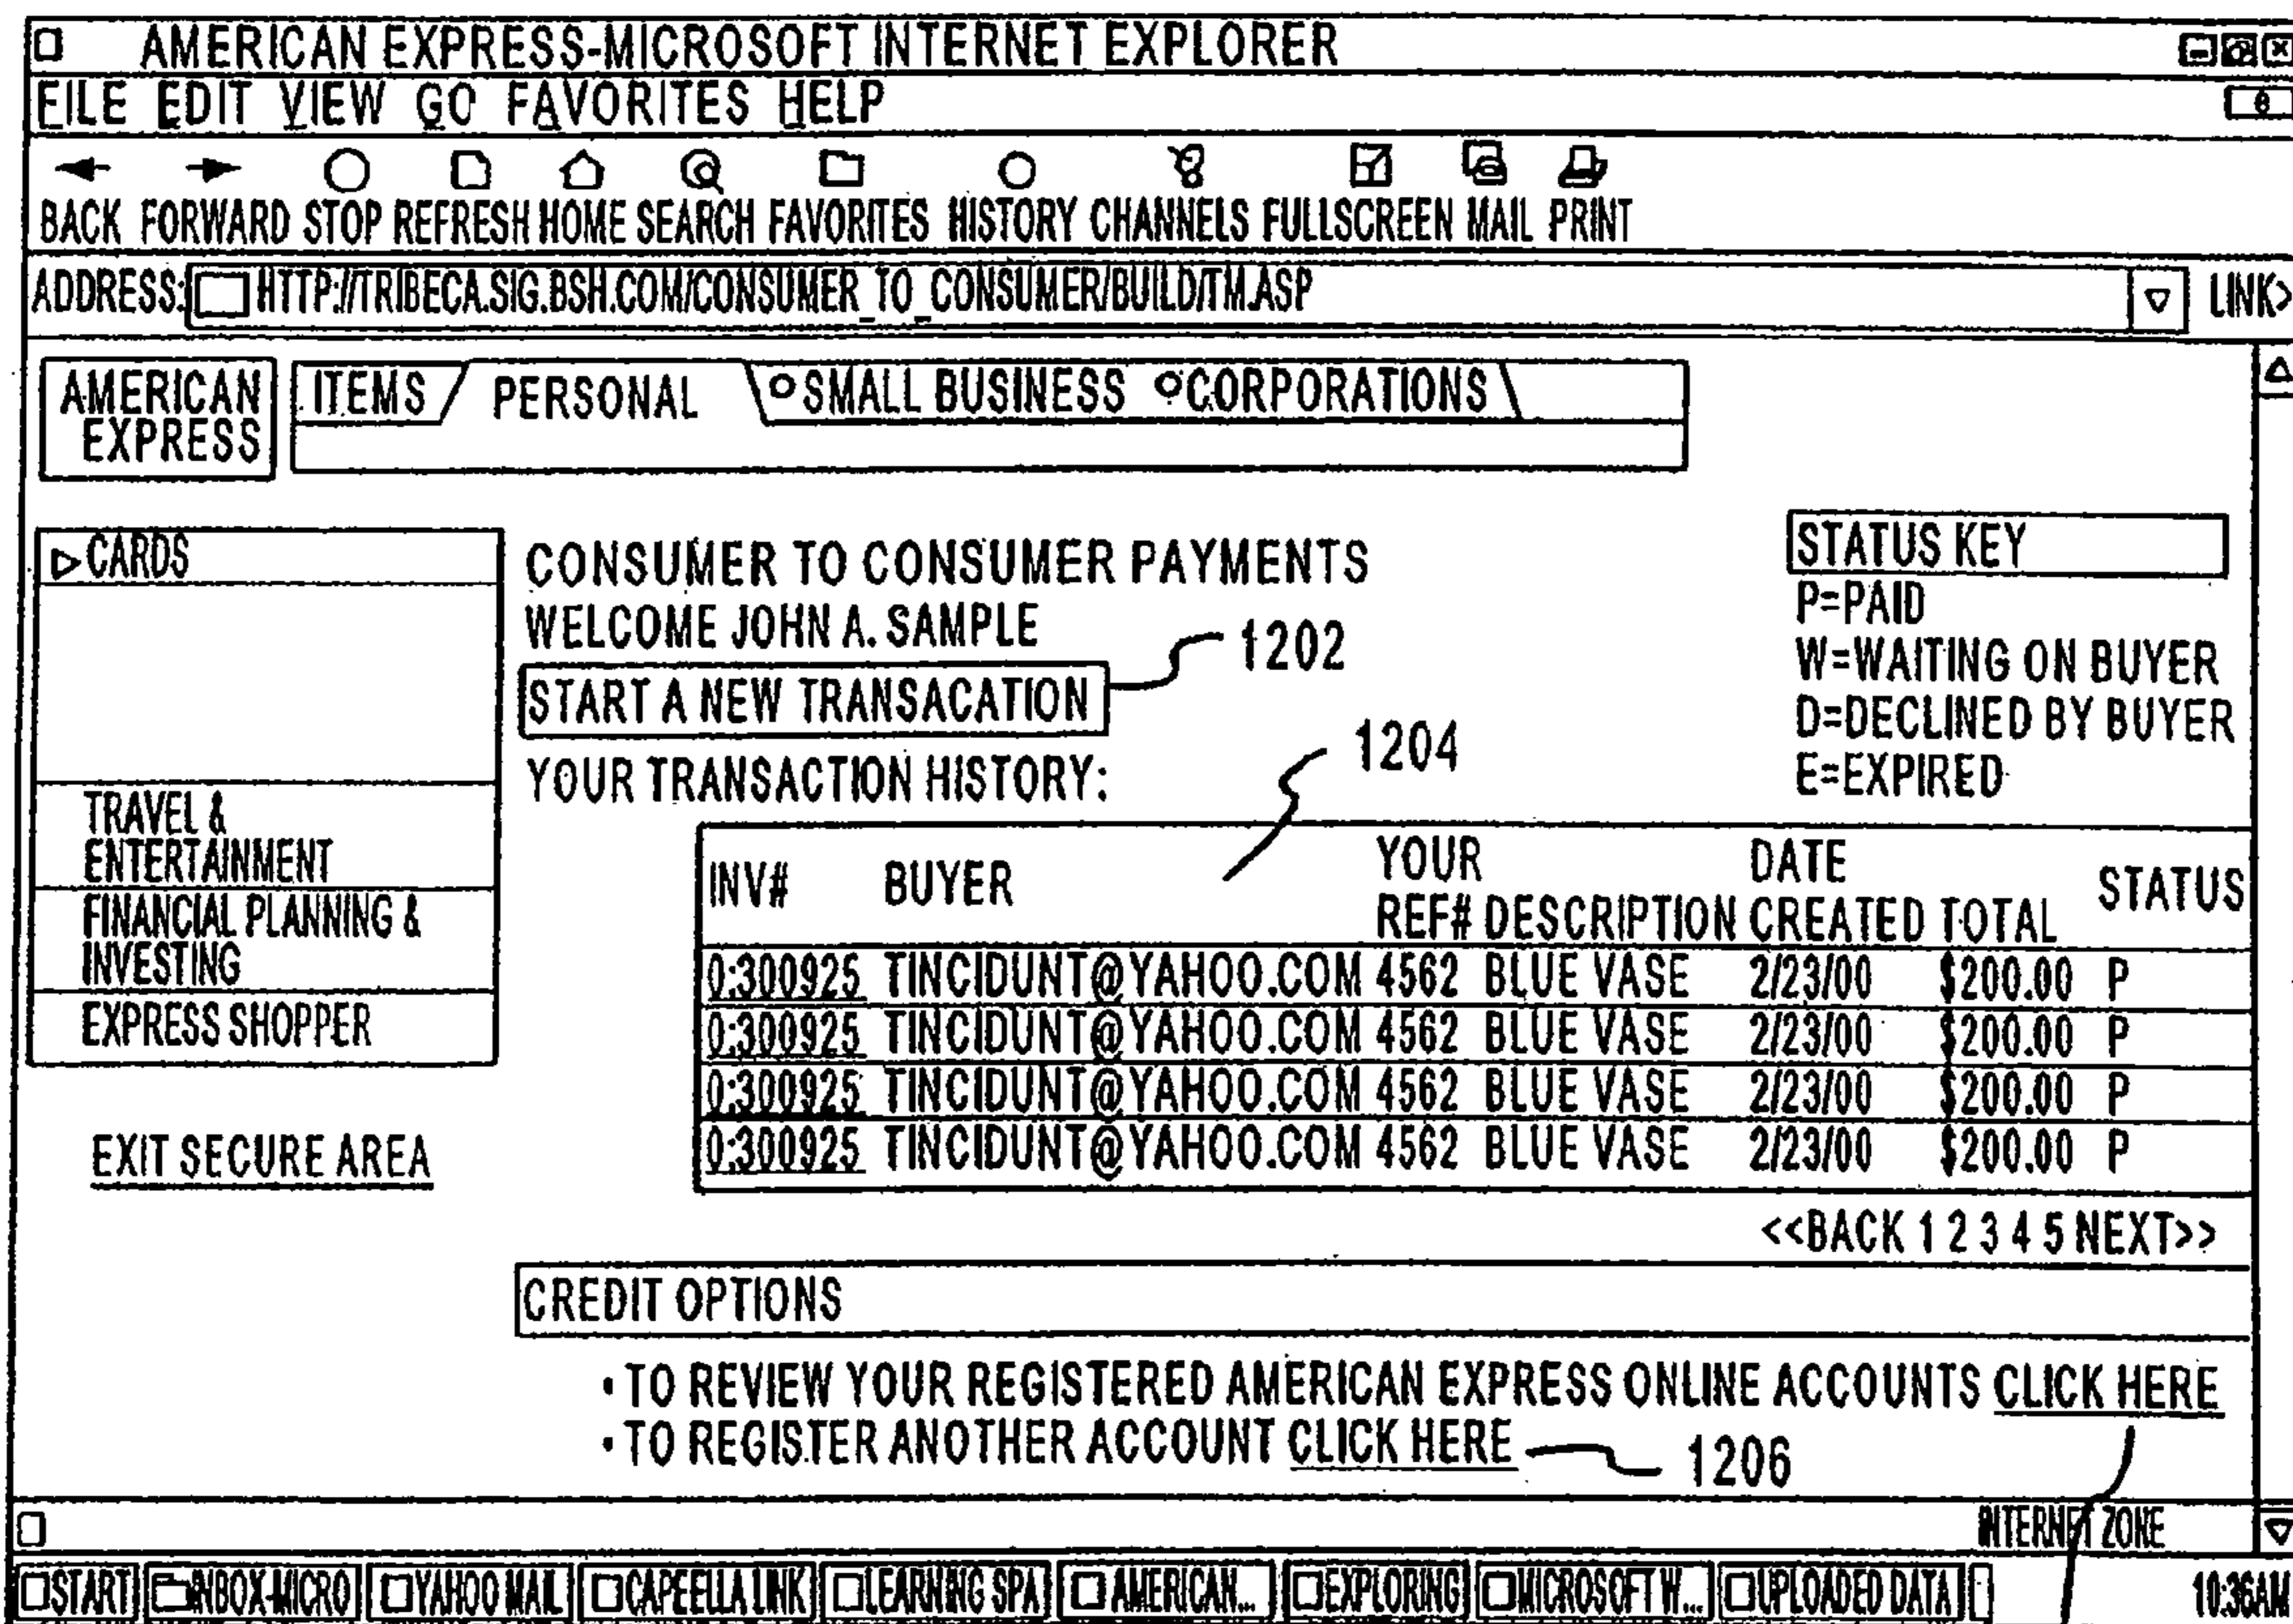 AMERICAN EXPRESS-MICROSOFT INTERNET EXPLORER
FILE EDIT VIEW GO FAVORITES HELP
BACK FORWARD STOP REFRESH HOME SEARCH FAVORITES HISTORY CHANNELS FULLSCREEN MAIL PRINT
ADDRESS: HTTP://TRIBECA.SIG.BSH.COM/CONSUMER_TO_CONSUMER/BUILD/TM.ASP LINK>
AMERICAN EXPRESS
ITEMS PERSONAL SMALL BUSINESS CORPORATIONS
CARDS
TRAVEL &
ENTERTAINMENT
FINANCIAL PLANNING &
INVESTING
EXPRESS SHOPPER
EXIT SECURE AREA
CONSUMER TO CONSUMER PAYMENTS
WELCOME JOHN A. SAMPLE
START A NEW TRANSACATION
1202
YOUR TRANSACTION HISTORY:
1204
STATUS KEY
P=PAID
W=WAITING ON BUYER
D=DECLINED BY BUYER
E=EXPIRED
INV# BUYER YOUR REF# DESCRIPTION DATE CREATED TOTAL STATUS
0:300925 TINCIDUNT@YAHOO.COM 4562 BLUE VASE 2/23/00 $200.00 P
0:300925 TINCIDUNT@YAHOO.COM 4562 BLUE VASE 2/23/00 $200.00 P
0:300925 TINCIDUNT@YAHOO.COM 4562 BLUE VASE 2/23/00 $200.00 P
0:300925 TINCIDUNT@YAHOO.COM 4562 BLUE VASE 2/23/00 $200.00 P
<<BACK 1 2 3 4 5 NEXT>>
CREDIT OPTIONS
• TO REVIEW YOUR REGISTERED AMERICAN EXPRESS ONLINE ACCOUNTS CLICK HERE
• TO REGISTER ANOTHER ACCOUNT CLICK HERE
1206
INTERNET ZONE
START INBOX-MICRO YAHOO MAIL CAPEELLA LINK LEARNING SPA AMERICAN... EXPLORING MICROSOFT W... UPLOADED DATA 10:36AM